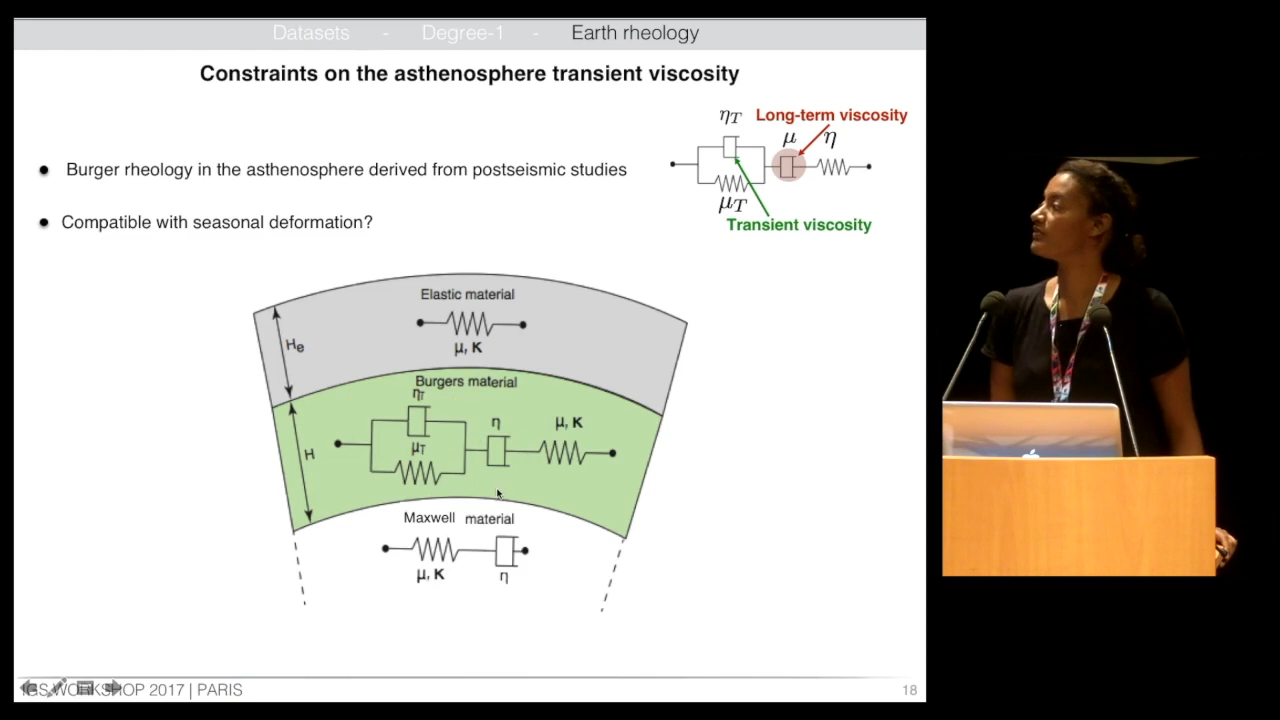 Datasets - Degree-1 - Earth rheology
Constraints on the asthenosphere transient viscosity
ηT Long-term viscosity
μ η
● Burger rheology in the asthenosphere derived from postseismic studies
μT
● Compatible with seasonal deformation?
Transient viscosity
Elastic material
He
μ, K
Burgers material
ηT
η μ, K
μT
H
Maxwell material
μ, K
η
IGS WORKSHOP 2017 | PARIS 18